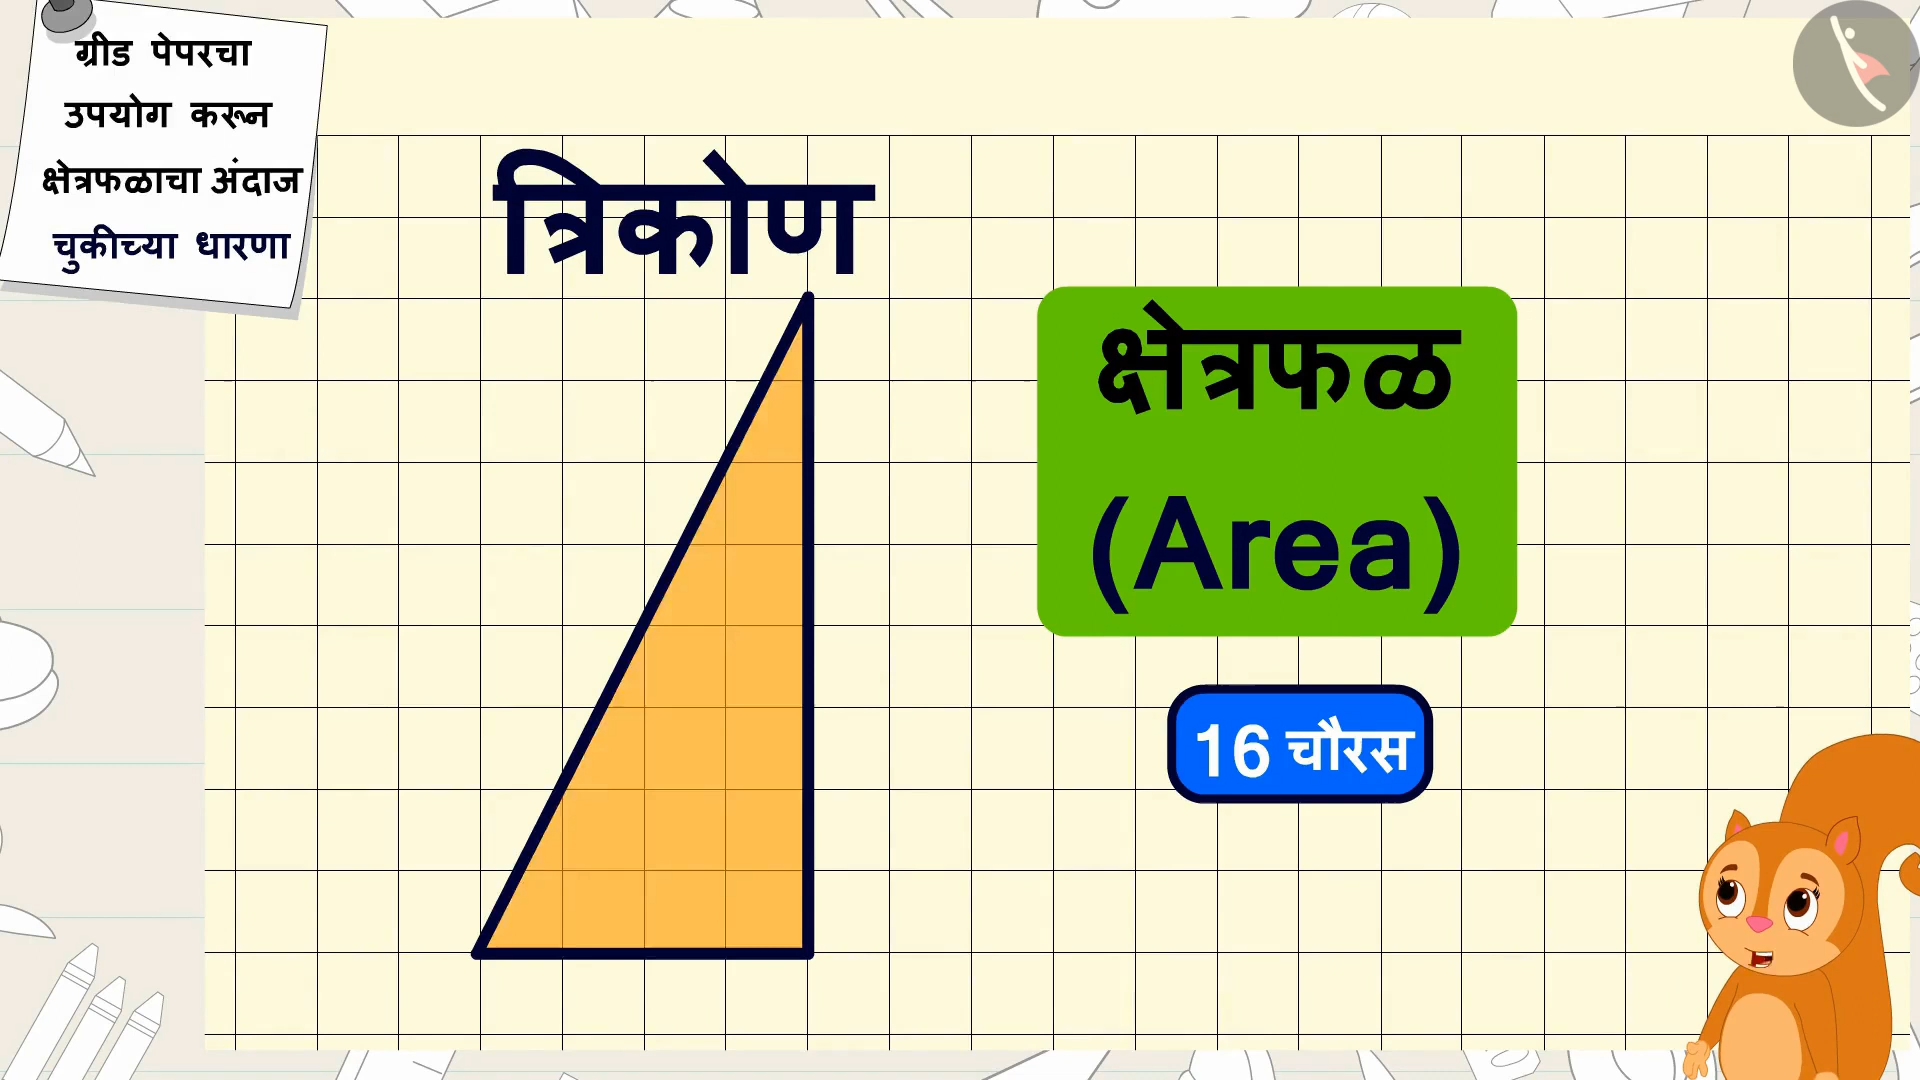 ग्रीड पेपरचा
उपयोग करून
क्षेत्रफळाचा अंदाज
चुकीच्या धारणा
त्रिकोण
क्षेत्रफळ
(Area)
16 चौरस